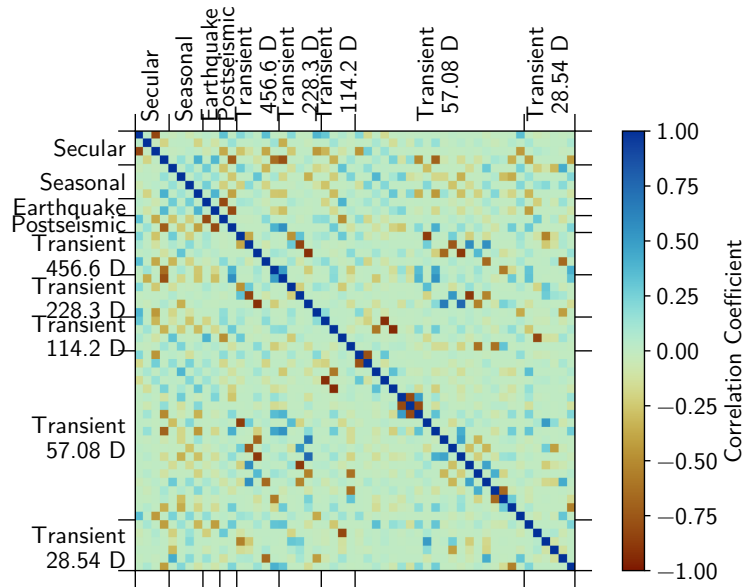 Secular
Seasonal
Earthquake
Postseismic
Transient
456.6 D
Transient
228.3 D
Transient
114.2 D
Transient
57.08 D
Transient
28.54 D
Secular
Seasonal
Earthquake
Postseismic
Transient
456.6 D
Transient
228.3 D
Transient
114.2 D
Transient
57.08 D
Transient
28.54 D
1.00
0.75
0.50
0.25
0.00
−0.25
−0.50
−0.75
−1.00
Correlation Coefficient